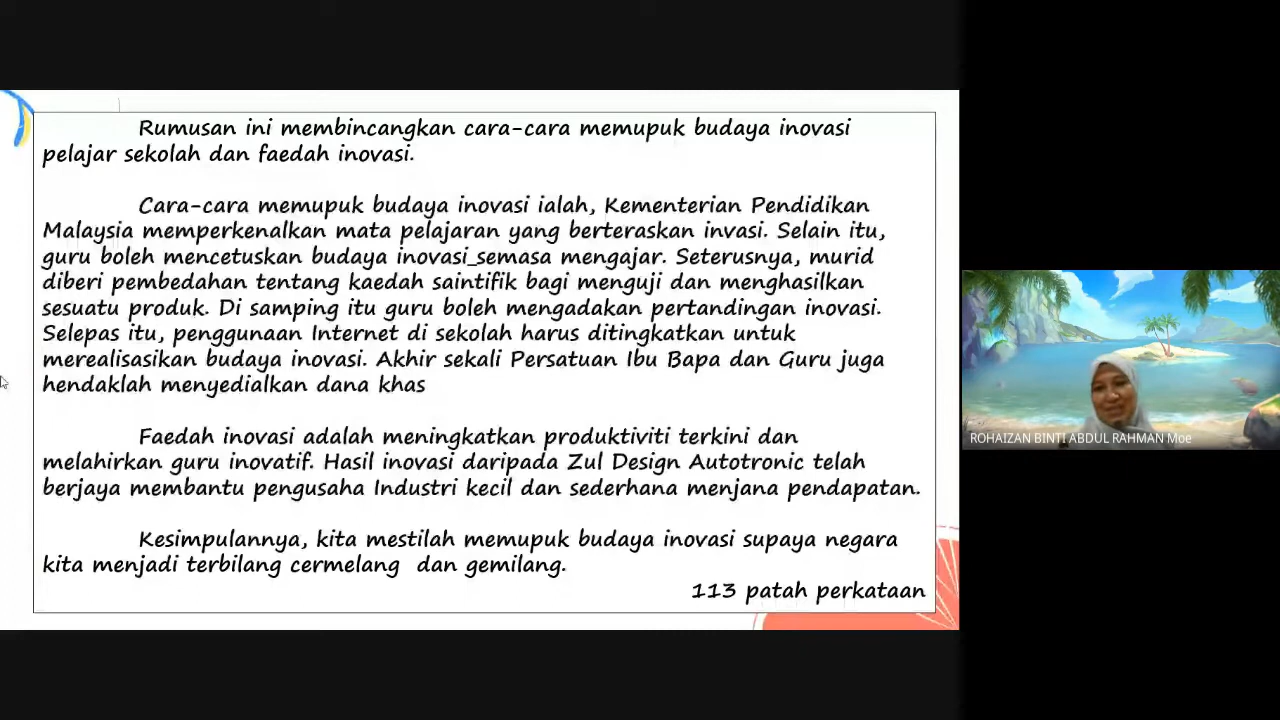 Rumusan ini membincangkan cara-cara memupuk budaya inovasi
pelajar sekolah dan faedah inovasi.
Cara-cara memupuk budaya inovasi ialah, Kementerian Pendidikan
Malaysia memperkenalkan mata pelajaran yang berteraskan invasi. Selain itu,
guru boleh mencetuskan budaya inovasi_semasa mengajar. Seterusnya, murid
diberi pembedahan tentang kaedah saintifik bagi menguji dan menghasilkan
sesuatu produk. Di samping itu guru boleh mengadakan pertandingan inovasi.
Selepas itu, penggunaan Internet di sekolah harus ditingkatkan untuk
merealisasikan budaya inovasi. Akhir sekali Persatuan Ibu Bapa dan Guru juga
hendaklah menyedialkan dana khas
Faedah inovasi adalah meningkatkan produktiviti terkini dan
melahirkan guru inovatif. Hasil inovasi daripada Zul Design Autotronic telah
berjaya membantu pengusaha Industri kecil dan sederhana menjana pendapatan.
Kesimpulannya, kita mestilah memupuk budaya inovasi supaya negara
kita menjadi terbilang cermelang dan gemilang.
113 patah perkataan
ROHAIZAN BINTI ABDUL RAHMAN Moe